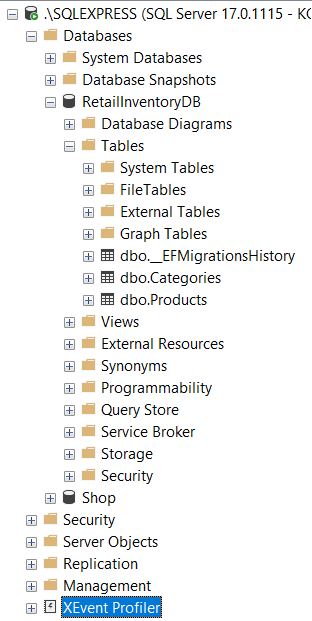 .\SQLEXPRESS (SQL Server 17.0.1115 - KC
Databases
System Databases
Database Snapshots
RetailInventoryDB
Database Diagrams
Tables
System Tables
FileTables
External Tables
Graph Tables
dbo.__EFMigrationsHistory
dbo.Categories
dbo.Products
Views
External Resources
Synonyms
Programmability
Query Store
Service Broker
Storage
Security
Shop
Security
Server Objects
Replication
Management
XEvent Profiler